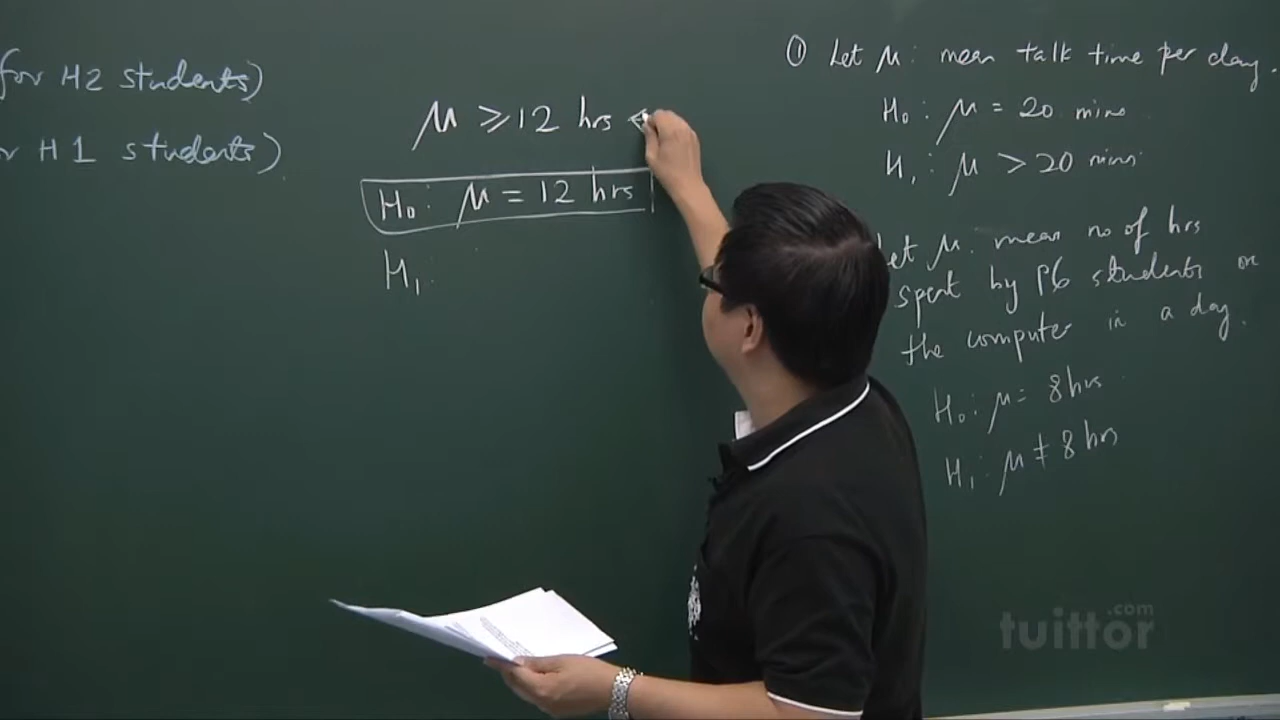 for H2 students)
H1 students)
μ ≥ 12 hrs
H₀: μ = 12 hrs
H₁:
① Let μ: mean talk time per day.
H₀: μ = 20 mins
H₁: μ > 20 mins
μ: mean no of hrs
spent by P6 students on
the computer in a day.
H₀: μ = 8 hrs
H₁: μ ≠ 8 hrs
tuittor.com